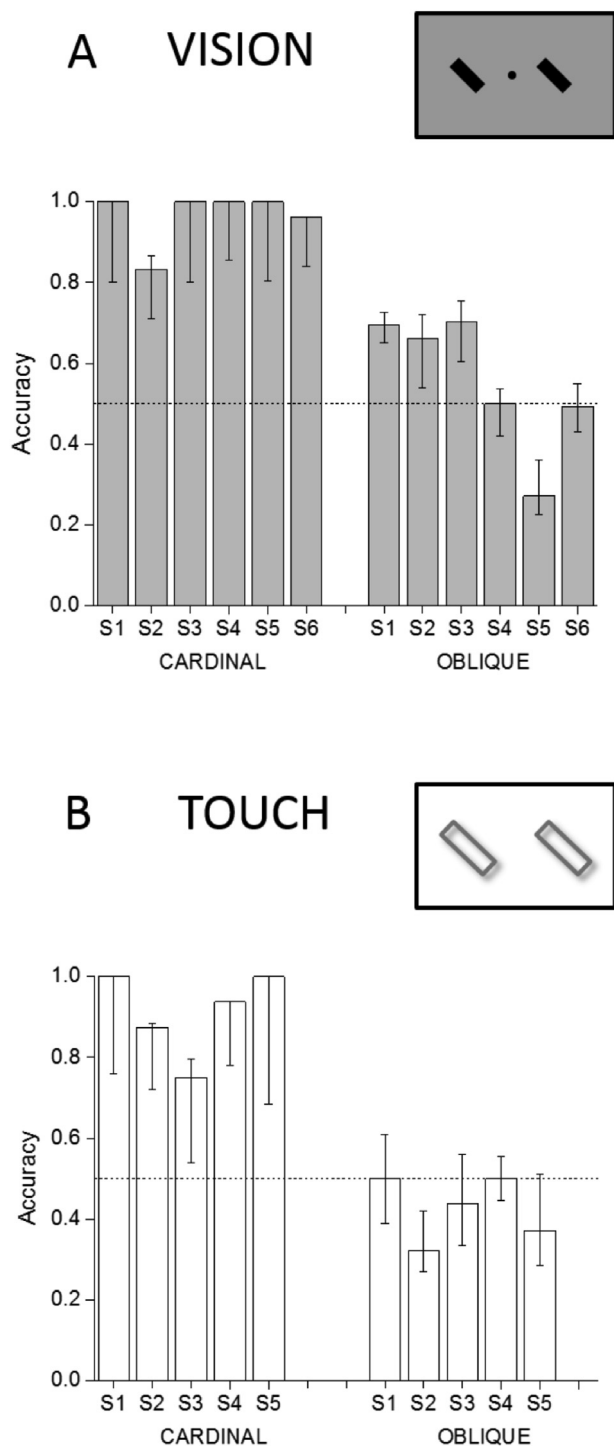 A VISION
1.0
0.8
0.6
0.4
0.2
0.0
Accuracy
S1 S2 S3 S4 S5 S6 S1 S2 S3 S4 S5 S6
CARDINAL OBLIQUE
B TOUCH
1.0
0.8
0.6
0.4
0.2
0.0
Accuracy
S1 S2 S3 S4 S5 S1 S2 S3 S4 S5
CARDINAL OBLIQUE